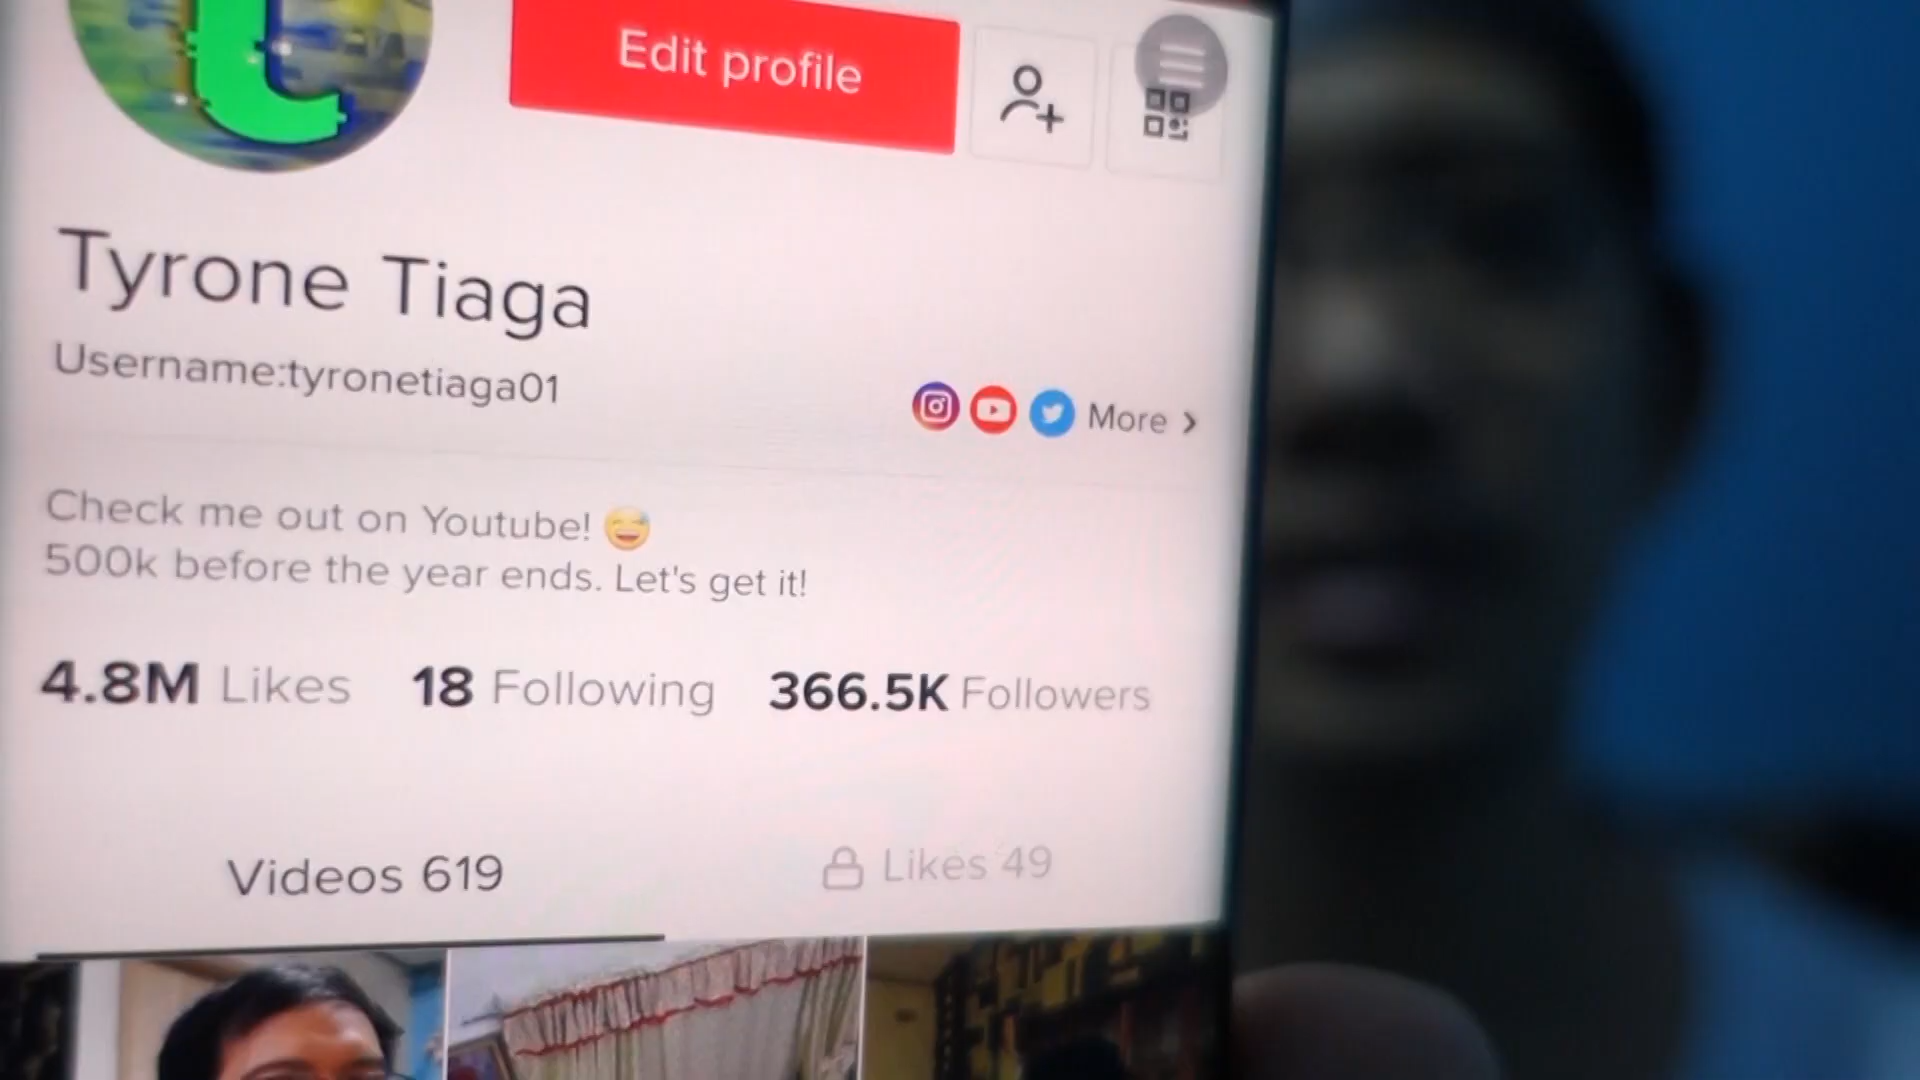 Edit profile
Tyrone Tiaga
Username:tyronetiaga01
More >
Check me out on Youtube! 😅
500k before the year ends. Let's get it!
4.8M Likes 18 Following 366.5K Followers
Videos 619 Likes 49